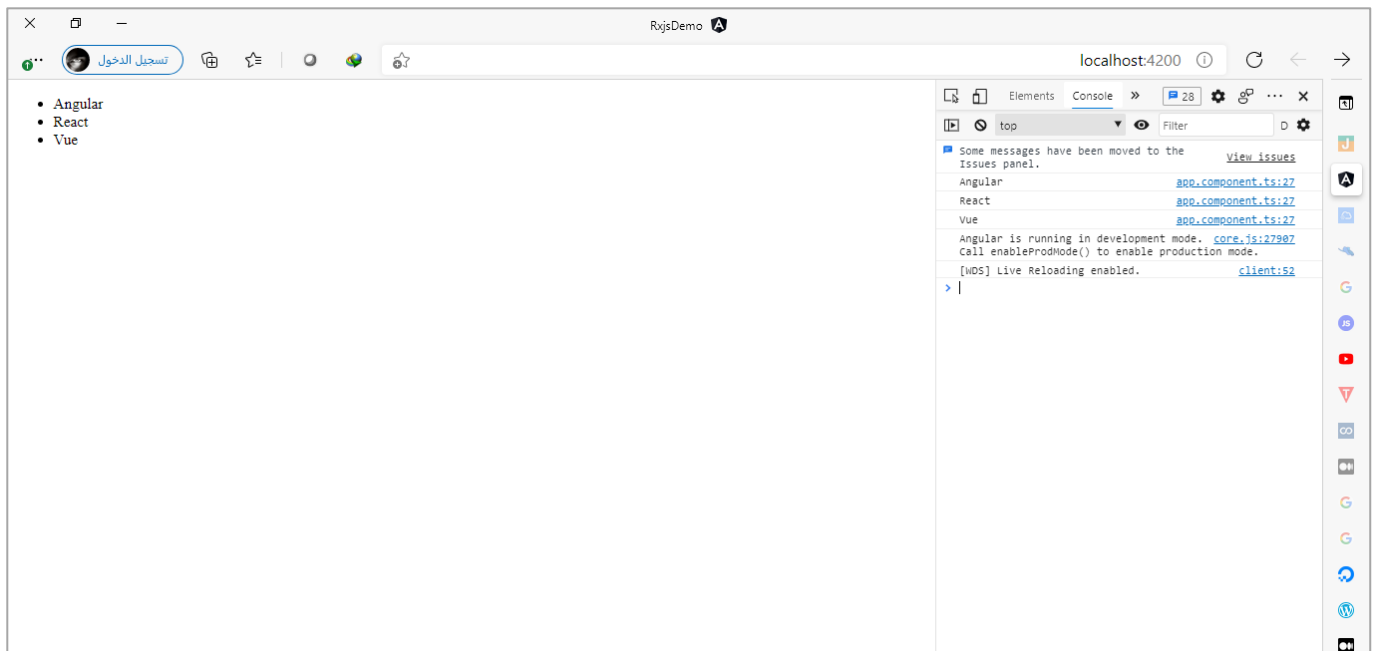 RxjsDemo
تسجيل الدخول
localhost:4200
Elements Console » 28
top Filter D
Some messages have been moved to the Issues panel. View issues
Angular app.component.ts:27
React app.component.ts:27
Vue app.component.ts:27
Angular is running in development mode. core.js:27907
Call enableProdMode() to enable production mode.
[WDS] Live Reloading enabled. client:52
>
Angular
React
Vue
J
A
G
JS
T
G
G